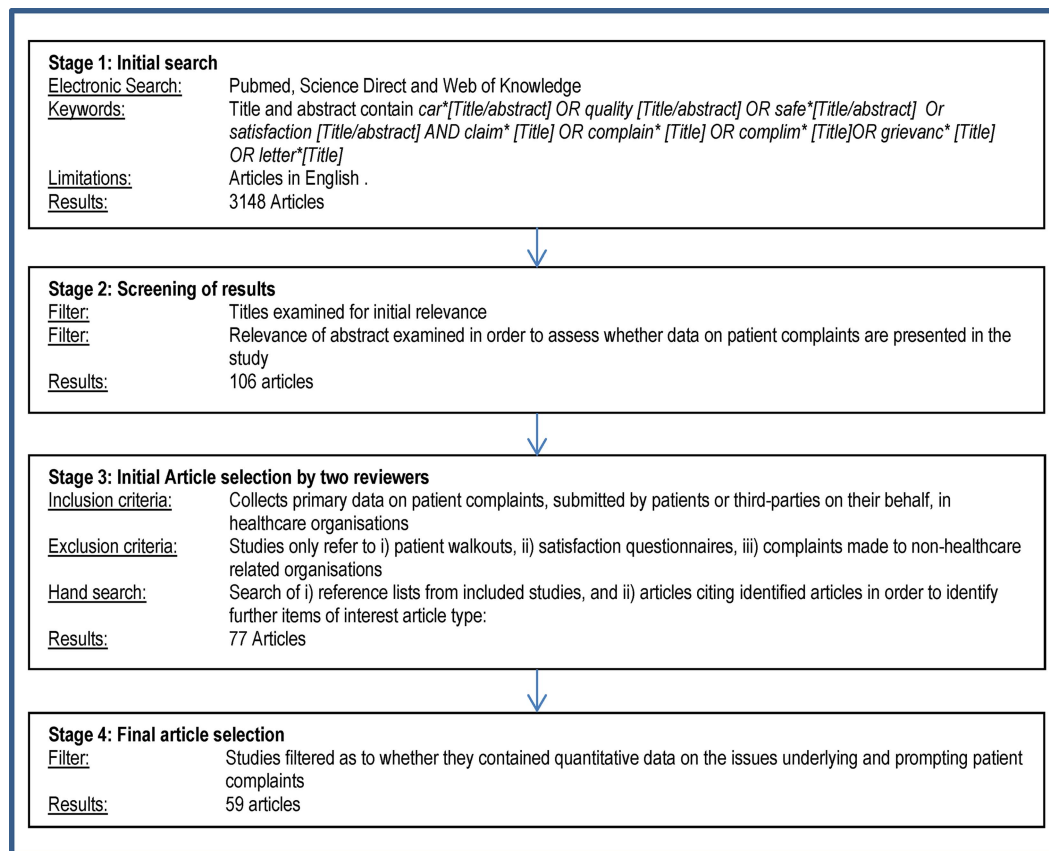 Stage 1: Initial search
Electronic Search: Pubmed, Science Direct and Web of Knowledge
Keywords: Title and abstract contain car*[Title/abstract] OR quality [Title/abstract] OR safe*[Title/abstract] Or
satisfaction [Title/abstract] AND claim* [Title] OR complain* [Title] OR complim* [Title]OR grievanc* [Title]
OR letter*[Title]
Limitations: Articles in English .
Results: 3148 Articles
Stage 2: Screening of results
Filter: Titles examined for initial relevance
Filter: Relevance of abstract examined in order to assess whether data on patient complaints are presented in the
study
Results: 106 articles
Stage 3: Initial Article selection by two reviewers
Inclusion criteria: Collects primary data on patient complaints, submitted by patients or third-parties on their behalf, in
healthcare organisations
Exclusion criteria: Studies only refer to i) patient walkouts, ii) satisfaction questionnaires, iii) complaints made to non-healthcare
related organisations
Hand search: Search of i) reference lists from included studies, and ii) articles citing identified articles in order to identify
further items of interest article type:
Results: 77 Articles
Stage 4: Final article selection
Filter: Studies filtered as to whether they contained quantitative data on the issues underlying and prompting patient
complaints
Results: 59 articles